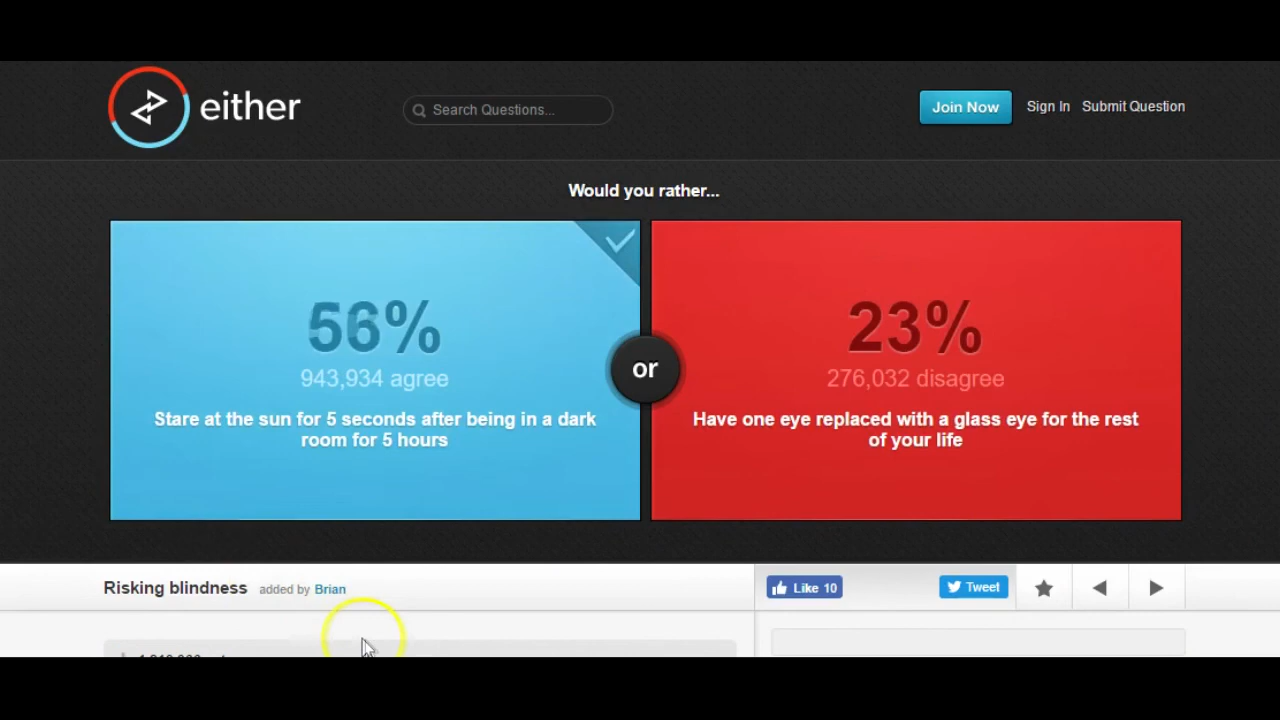 either
Search Questions...
Join Now
Sign In
Submit Question
Would you rather...
56%
943,934 agree
Stare at the sun for 5 seconds after being in a dark
room for 5 hours
or
23%
276,032 disagree
Have one eye replaced with a glass eye for the rest
of your life
Risking blindness added by Brian
Like 10
Tweet